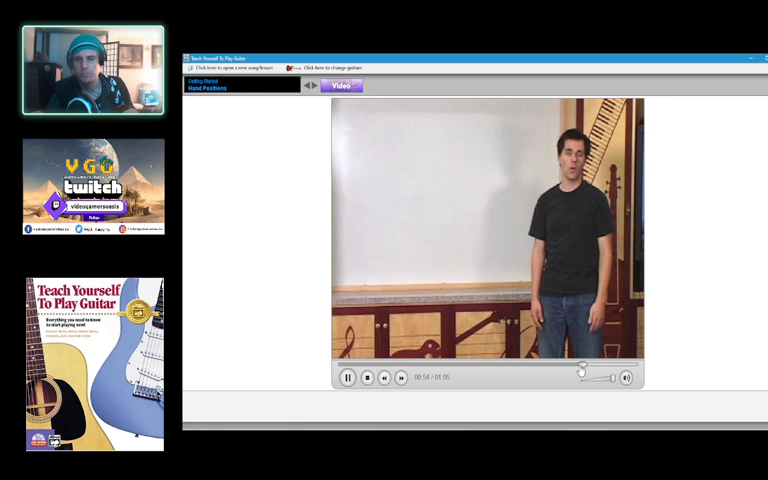 Teach Yourself To Play Guitar
Click here to open a new song/lesson
Click here to change guitars
Getting Started
Hand Positions
Video
00:54 / 01:05
VGO
twitch
videogamersoasis
Follow
Teach Yourself
To Play Guitar
Everything you need to know
to start playing now!